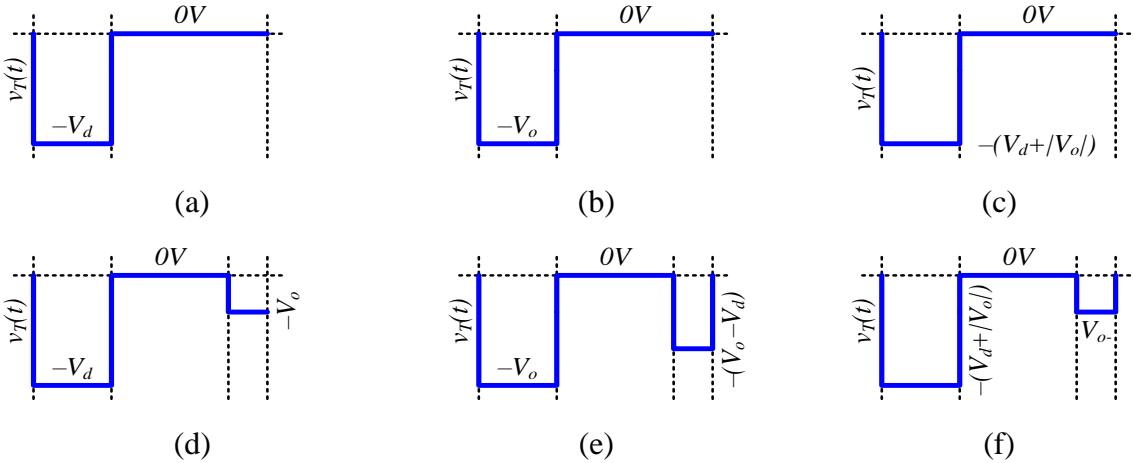 0V
0V
0V
v_T(t)
–V_d
v_T(t)
–V_o
v_T(t)
–(V_d+|V_o|)
(a)
(b)
(c)
0V
0V
0V
v_T(t)
–V_d
–V_o
v_T(t)
–V_o
–(V_o–V_d)
v_T(t)
–(V_d+|V_o|)
V_o-
(d)
(e)
(f)